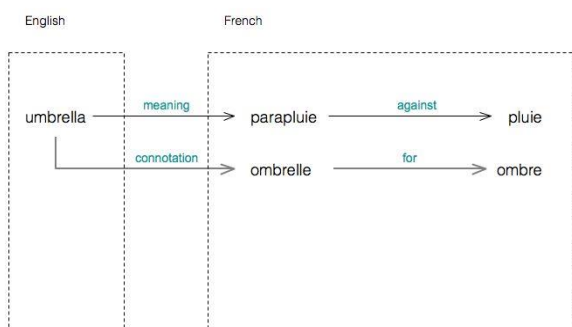 English French
umbrella meaning parapluie against pluie
connotation ombrelle for ombre